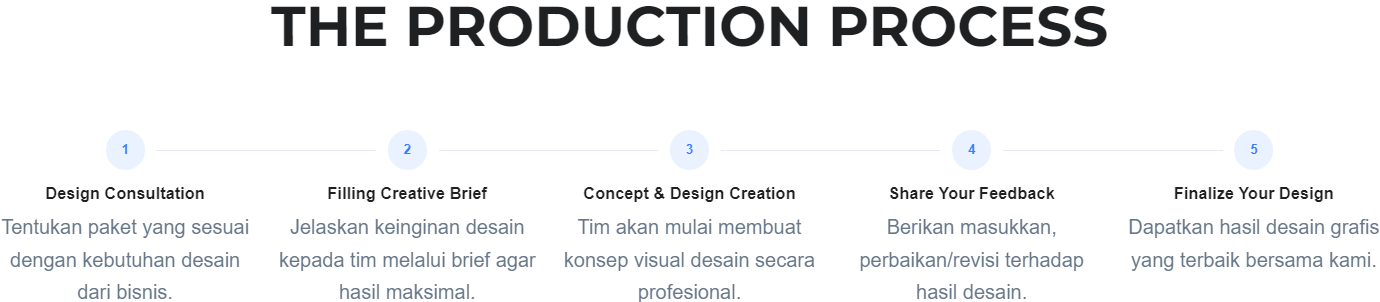 THE PRODUCTION PROCESS
1
Design Consultation
Tentukan paket yang sesuai
dengan kebutuhan desain
dari bisnis.
2
Filling Creative Brief
Jelaskan keinginan desain
kepada tim melalui brief agar
hasil maksimal.
3
Concept & Design Creation
Tim akan mulai membuat
konsep visual desain secara
profesional.
4
Share Your Feedback
Berikan masukkan,
perbaikan/revisi terhadap
hasil desain.
5
Finalize Your Design
Dapatkan hasil desain grafis
yang terbaik bersama kami.